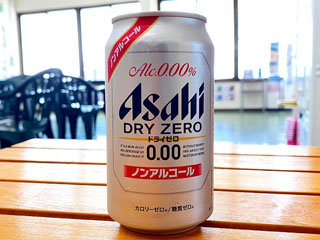 ノンアルコール
Alc.0.00%
Asahi
DRY ZERO
ドライゼロ
0.00
ノンアルコール
カロリーゼロ※/糖質ゼロ※